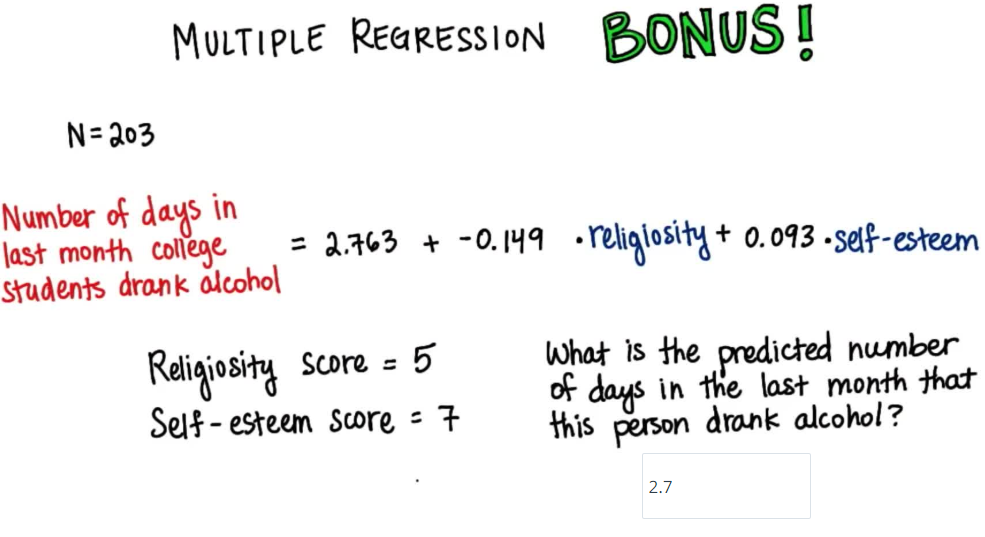 MULTIPLE REGRESSION BONUS!
N=203
Number of days in
last month college
students drank alcohol
= 2.763 + -0.149 · religiosity + 0.093 · self-esteem
Religiosity score = 5
Self-esteem score = 7
What is the predicted number
of days in the last month that
this person drank alcohol?
2.7